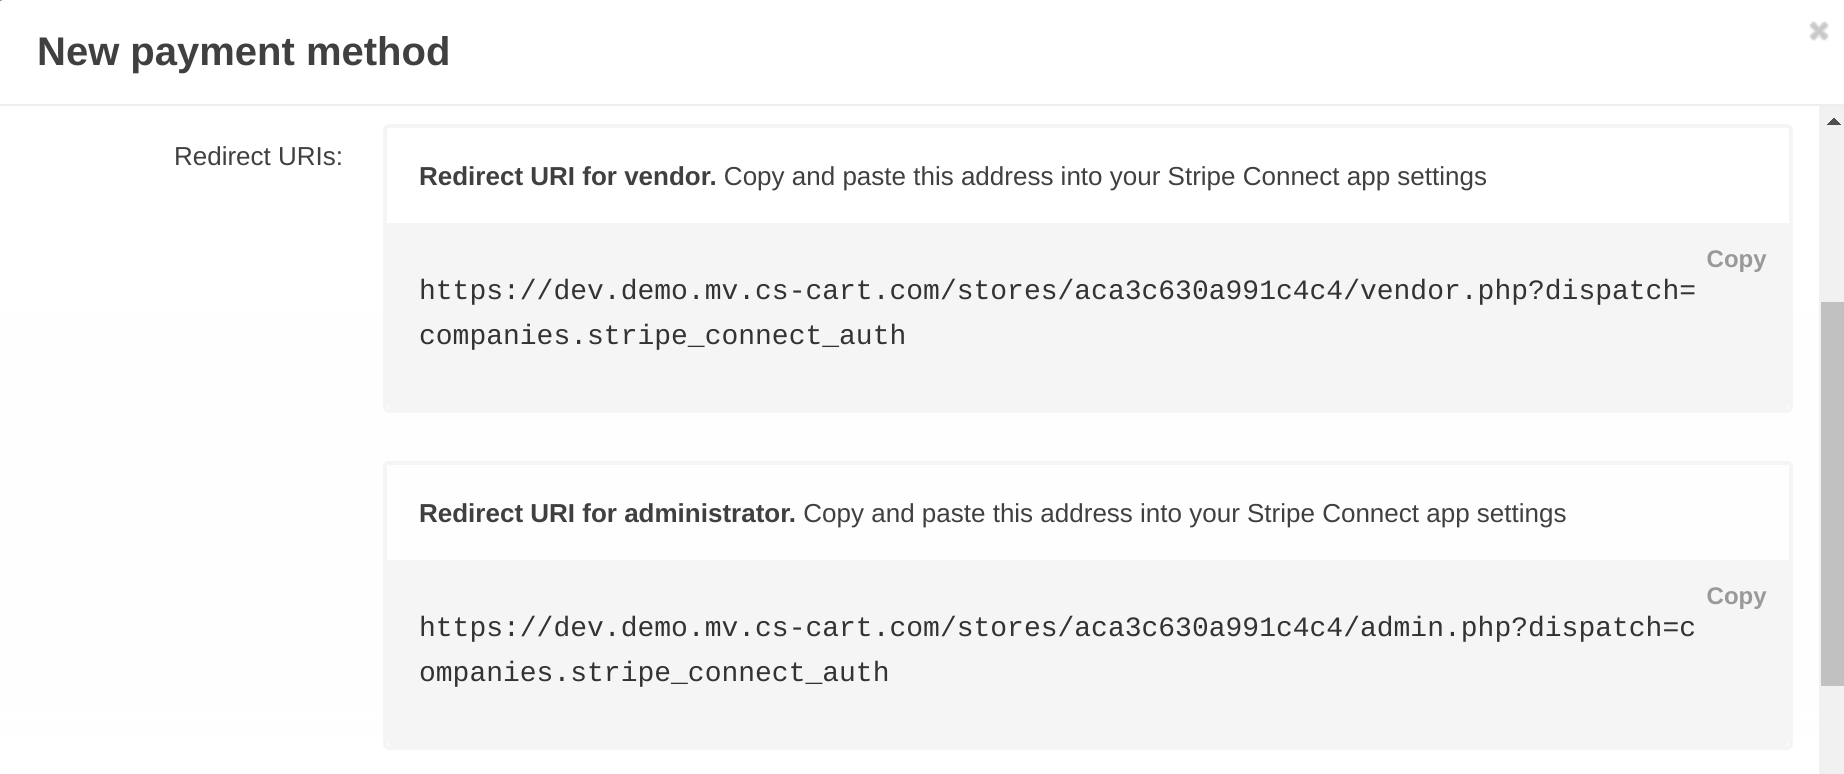 New payment method
Redirect URIs:
Redirect URI for vendor. Copy and paste this address into your Stripe Connect app settings
Copy
https://dev.demo.mv.cs-cart.com/stores/aca3c630a991c4c4/vendor.php?dispatch=
companies.stripe_connect_auth
Redirect URI for administrator. Copy and paste this address into your Stripe Connect app settings
Copy
https://dev.demo.mv.cs-cart.com/stores/aca3c630a991c4c4/admin.php?dispatch=c
ompanies.stripe_connect_auth